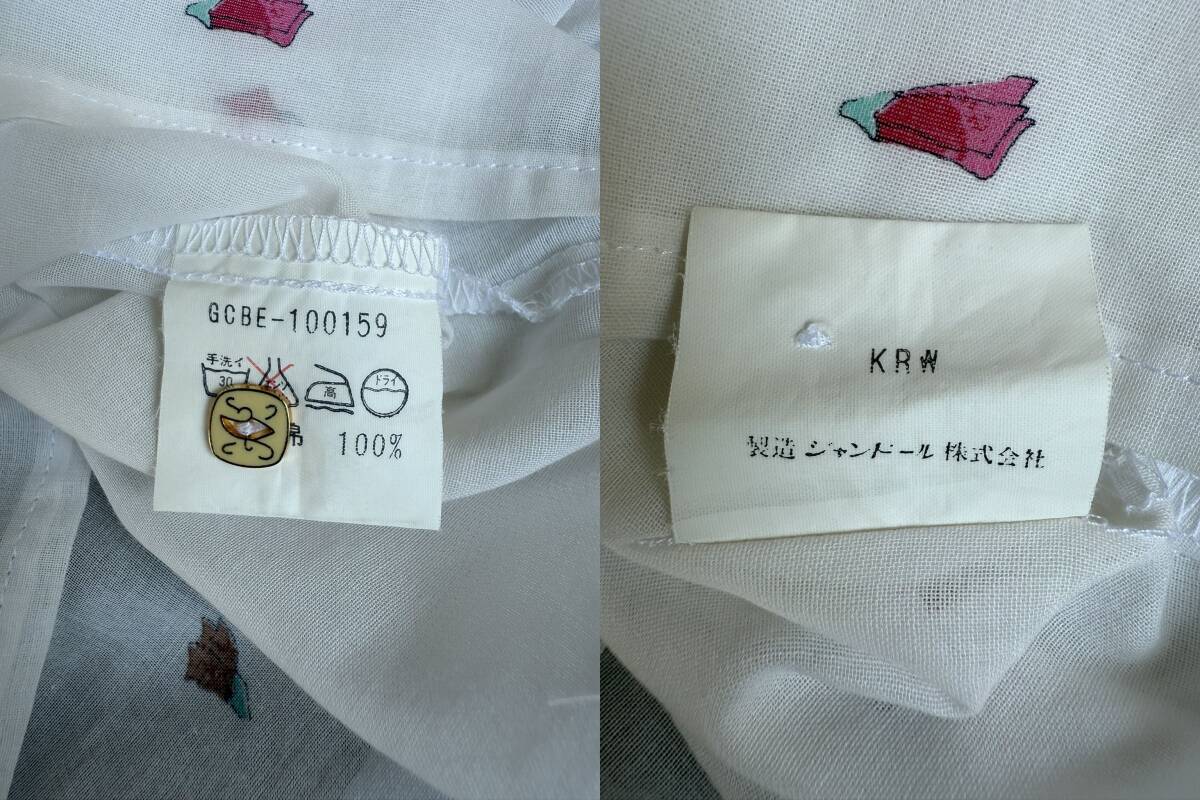 GCBE-100159
手洗イ
30
高
ドライ
綿 100%
KRW
製造 ジャンドール株式会社